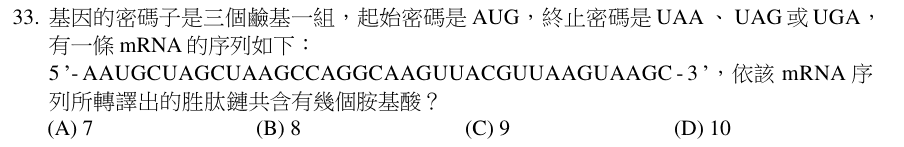 33. 基因的密碼子是三個鹼基一組，起始密碼是 AUG，終止密碼是 UAA 、 UAG 或 UGA，
有一條 mRNA 的序列如下：
5’- AAUGCUAGCUAAGCCAGGCAAGUUACGUUAAGUAAGC - 3’，依該 mRNA 序
列所轉譯出的胜肽鏈共含有幾個胺基酸？
(A) 7 (B) 8 (C) 9 (D) 10